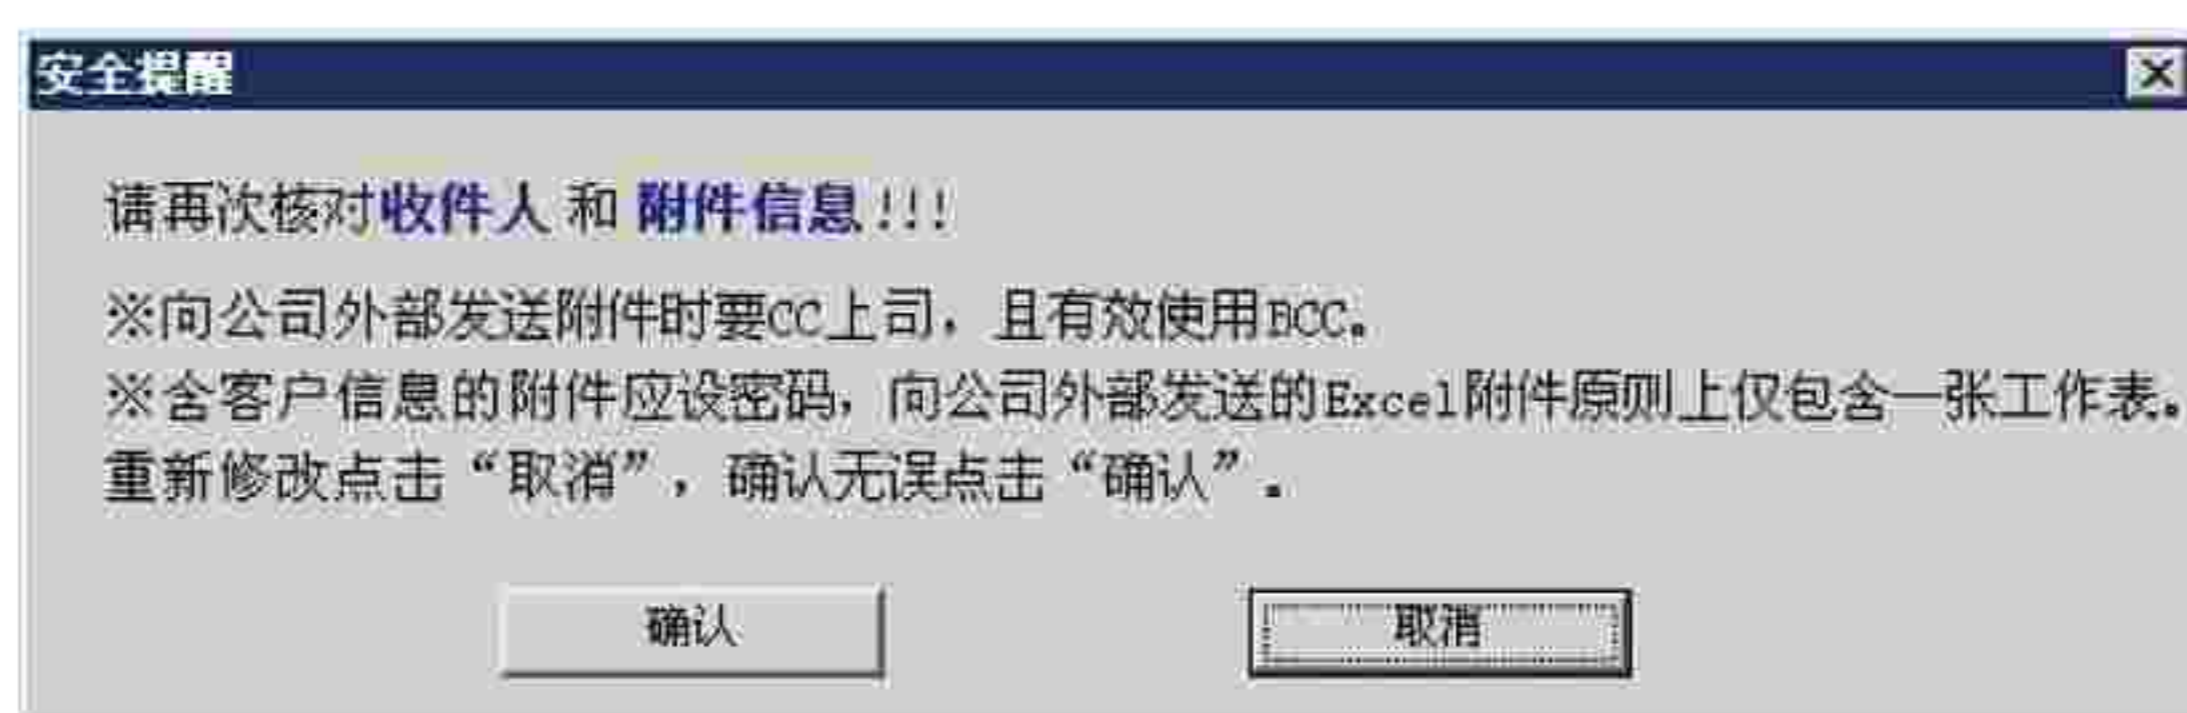 安全提醒
请再次核对收件人 和 附件信息!!!
※向公司外部发送附件时要CC上司，且有效使用BCC。
※含客户信息的附件应设密码，向公司外部发送的Excel附件原则上仅包含一张工作表。
重新修改点击“取消”，确认无误点击“确认”。
确认
取消